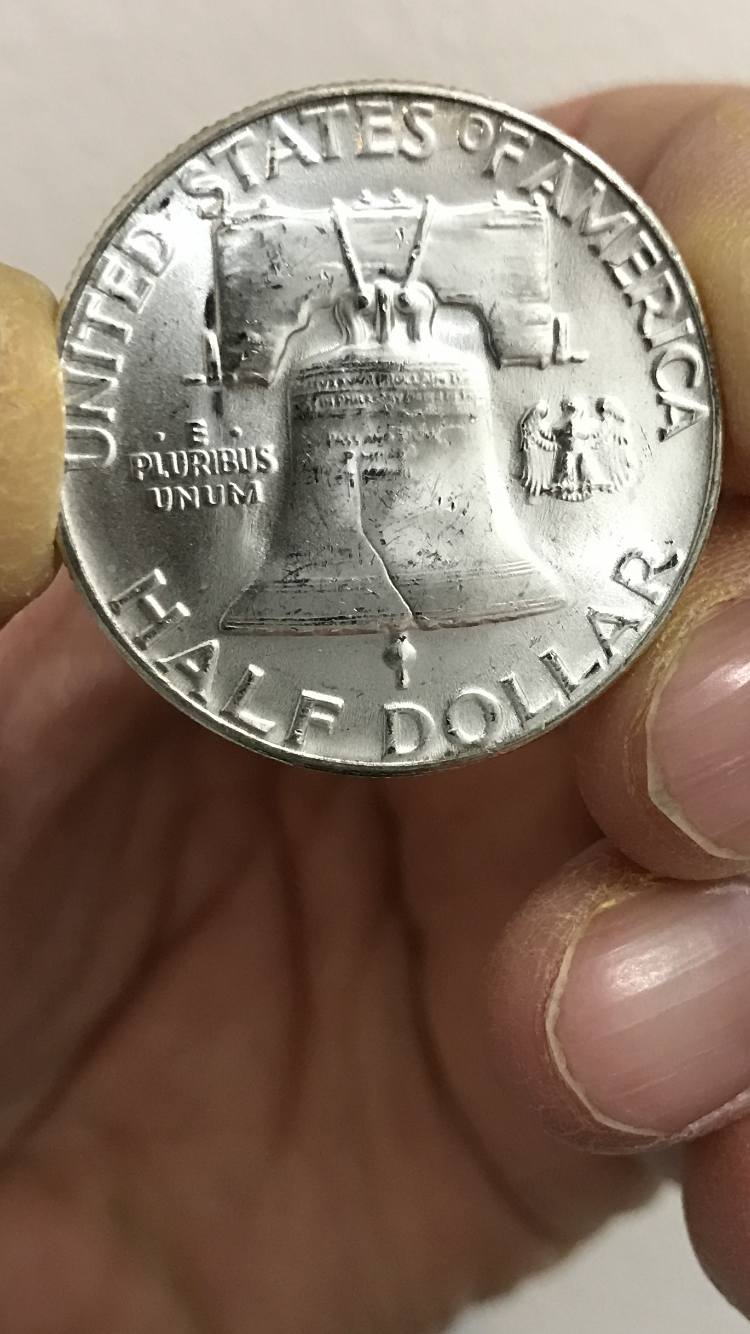 UNITED STATES OF AMERICA
· E ·
PLURIBUS
UNUM
HALF DOLLAR